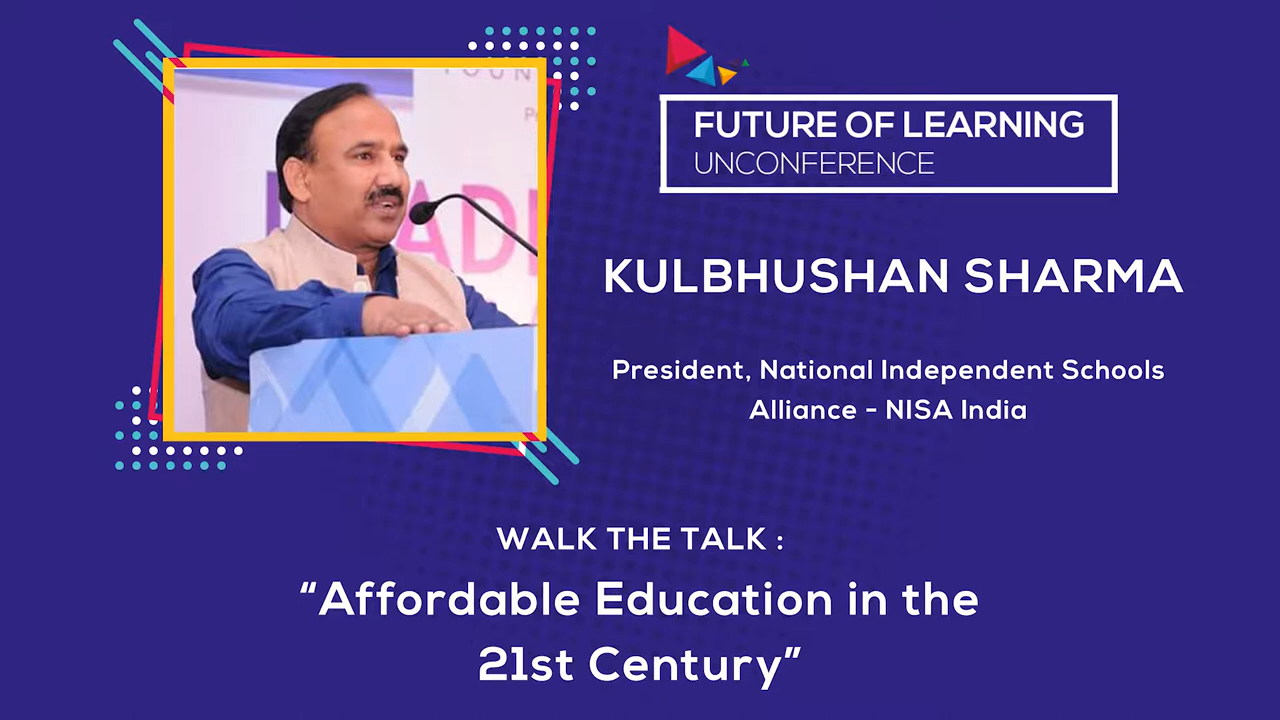 FUTURE OF LEARNING
UNCONFERENCE
KULBHUSHAN SHARMA
President, National Independent Schools
Alliance - NISA India
WALK THE TALK :
“Affordable Education in the
21st Century”